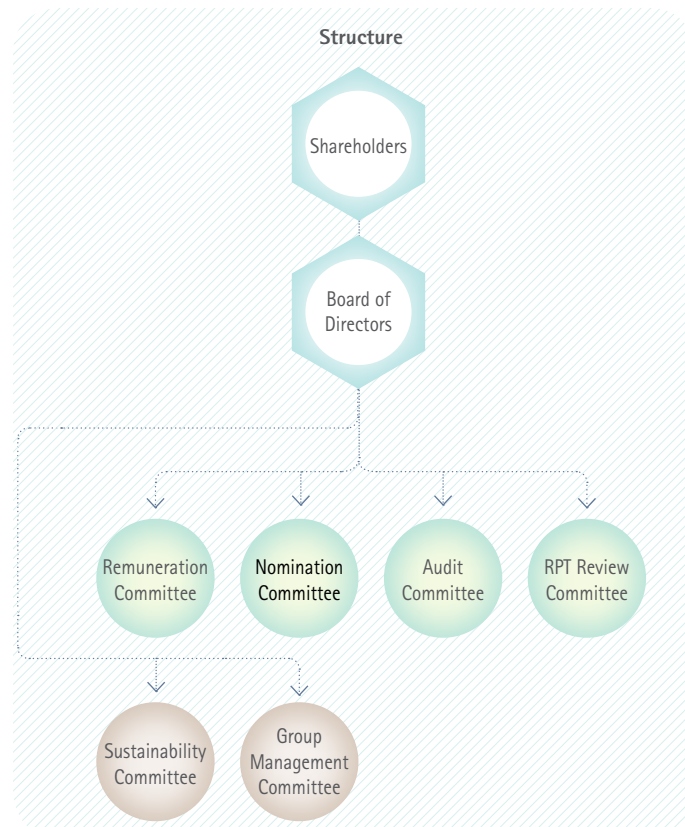 Structure
Shareholders
Board of
Directors
Remuneration
Committee
Nomination
Committee
Audit
Committee
RPT Review
Committee
Sustainability
Committee
Group
Management
Committee